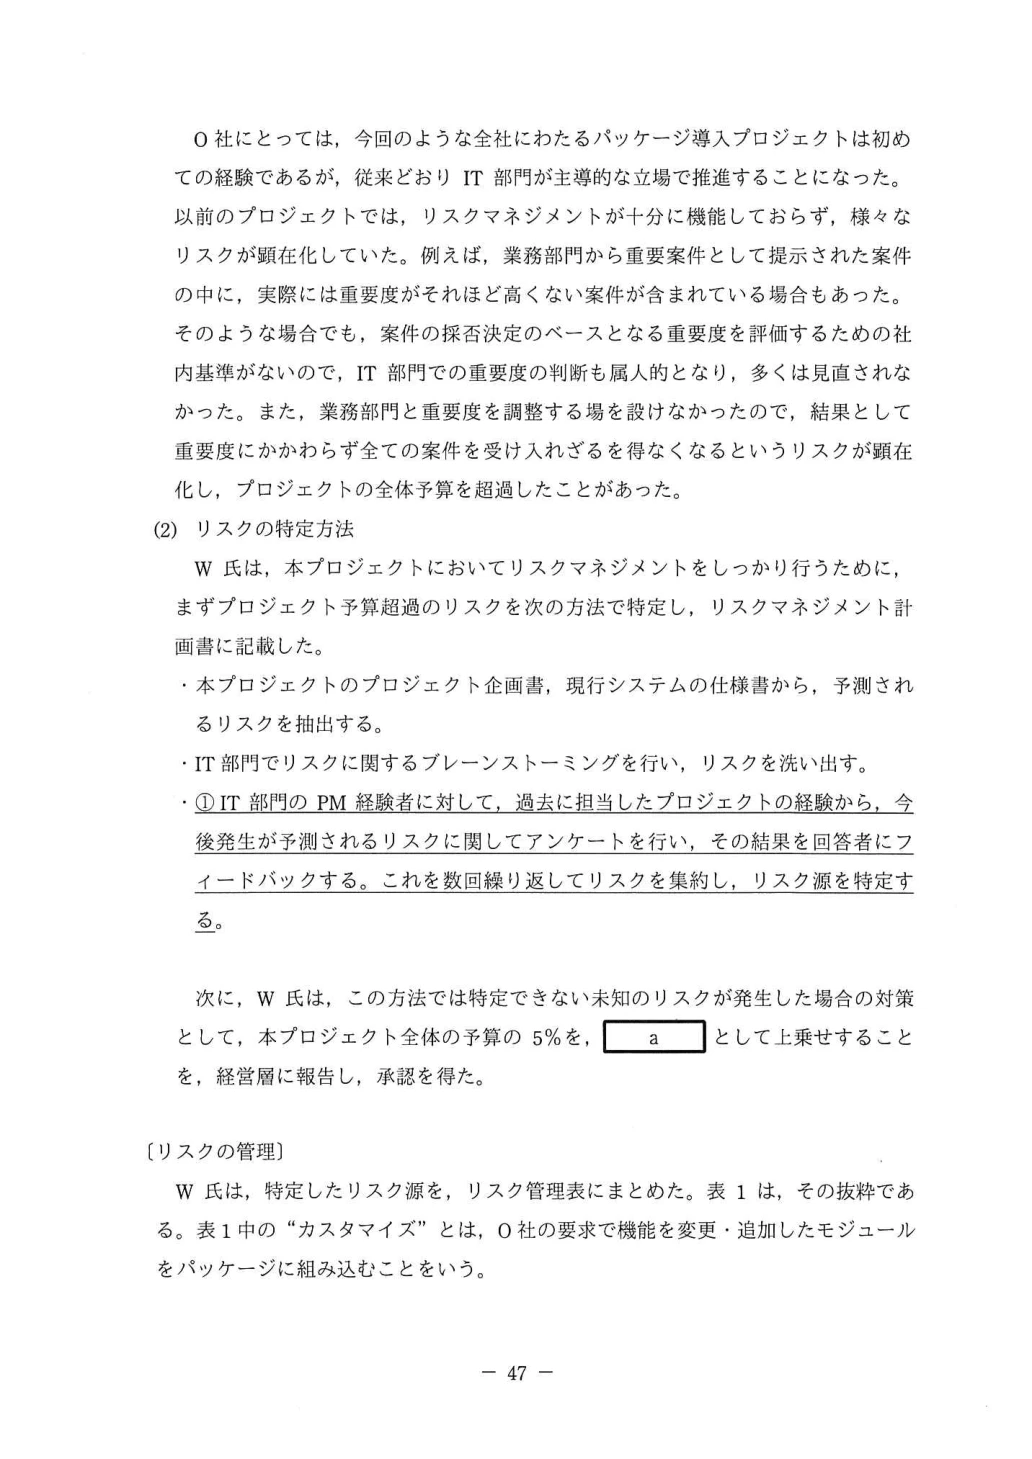 O 社にとっては，今回のような全社にわたるパッケージ導入プロジェクトは初め
ての経験であるが，従来どおり IT 部門が主導的な立場で推進することになった。
以前のプロジェクトでは，リスクマネジメントが十分に機能しておらず，様々な
リスクが顕在化していた。例えば，業務部門から重要案件として提示された案件
の中に，実際には重要度がそれほど高くない案件が含まれている場合もあった。
そのような場合でも，案件の採否決定のベースとなる重要度を評価するための社
内基準がないので，IT 部門での重要度の判断も属人的となり，多くは見直されな
かった。また，業務部門と重要度を調整する場を設けなかったので，結果として
重要度にかかわらず全ての案件を受け入れざるを得なくなるというリスクが顕在
化し，プロジェクトの全体予算を超過したことがあった。
(2) リスクの特定方法
W 氏は，本プロジェクトにおいてリスクマネジメントをしっかり行うために，
まずプロジェクト予算超過のリスクを次の方法で特定し，リスクマネジメント計
画書に記載した。
・本プロジェクトのプロジェクト企画書，現行システムの仕様書から，予測され
るリスクを抽出する。
・IT 部門でリスクに関するブレーンストーミングを行い，リスクを洗い出す。
・①IT 部門の PM 経験者に対して，過去に担当したプロジェクトの経験から，今
後発生が予測されるリスクに関してアンケートを行い，その結果を回答者にフ
ィードバックする。これを数回繰り返してリスクを集約し，リスク源を特定す
る。
次に，W 氏は，この方法では特定できない未知のリスクが発生した場合の対策
として，本プロジェクト全体の予算の 5%を， a として上乗せすること
を，経営層に報告し，承認を得た。
〔リスクの管理〕
W 氏は，特定したリスク源を，リスク管理表にまとめた。表 1 は，その抜粋であ
る。表 1 中の“カスタマイズ”とは，O 社の要求で機能を変更・追加したモジュール
をパッケージに組み込むことをいう。
－ 47 －